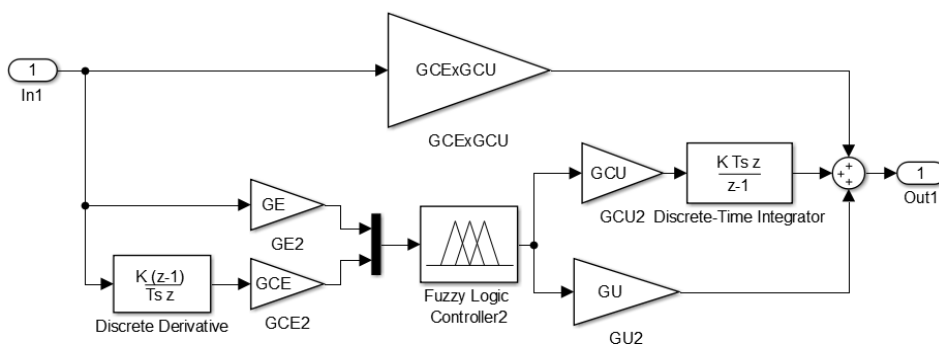 GCExGCU
1
In1
GCExGCU
K Ts z
z-1
GCU
1
Out1
GCU2
Discrete-Time Integrator
GE
GE2
K (z-1)
Ts z
GCE
Discrete Derivative
GCE2
Fuzzy Logic
Controller2
GU
GU2
+
+
+